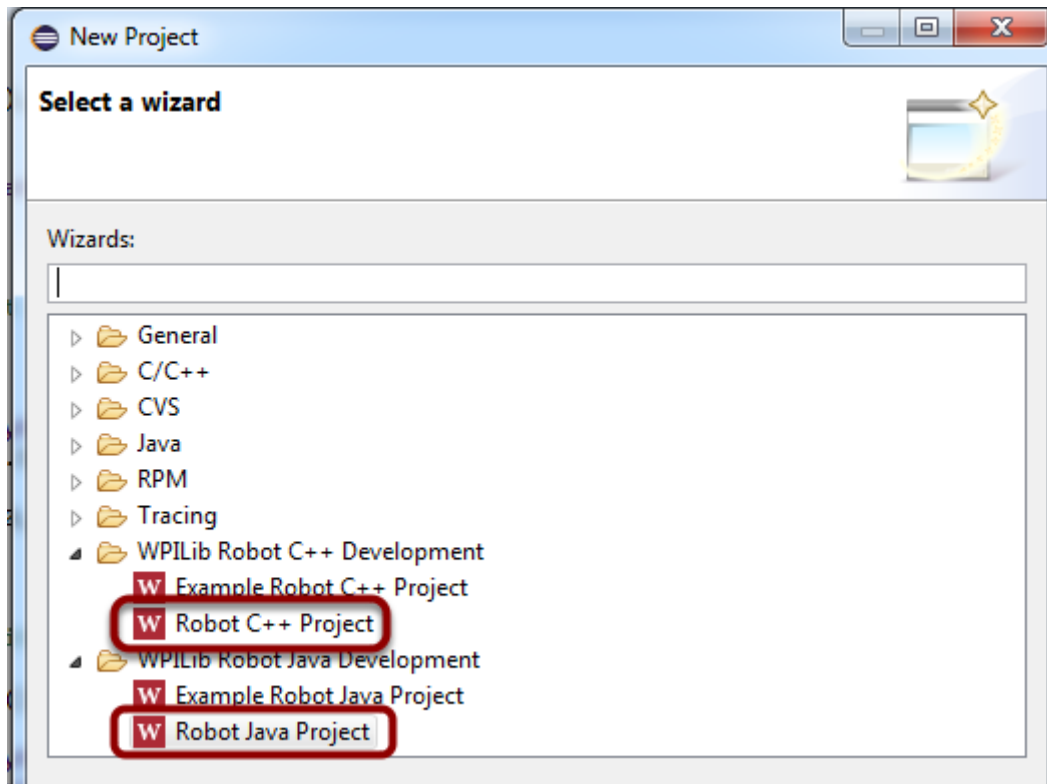 New Project
Select a wizard
Wizards:
General
C/C++
CVS
Java
RPM
Tracing
WPILib Robot C++ Development
W Example Robot C++ Project
W Robot C++ Project
WPILib Robot Java Development
W Example Robot Java Project
W Robot Java Project